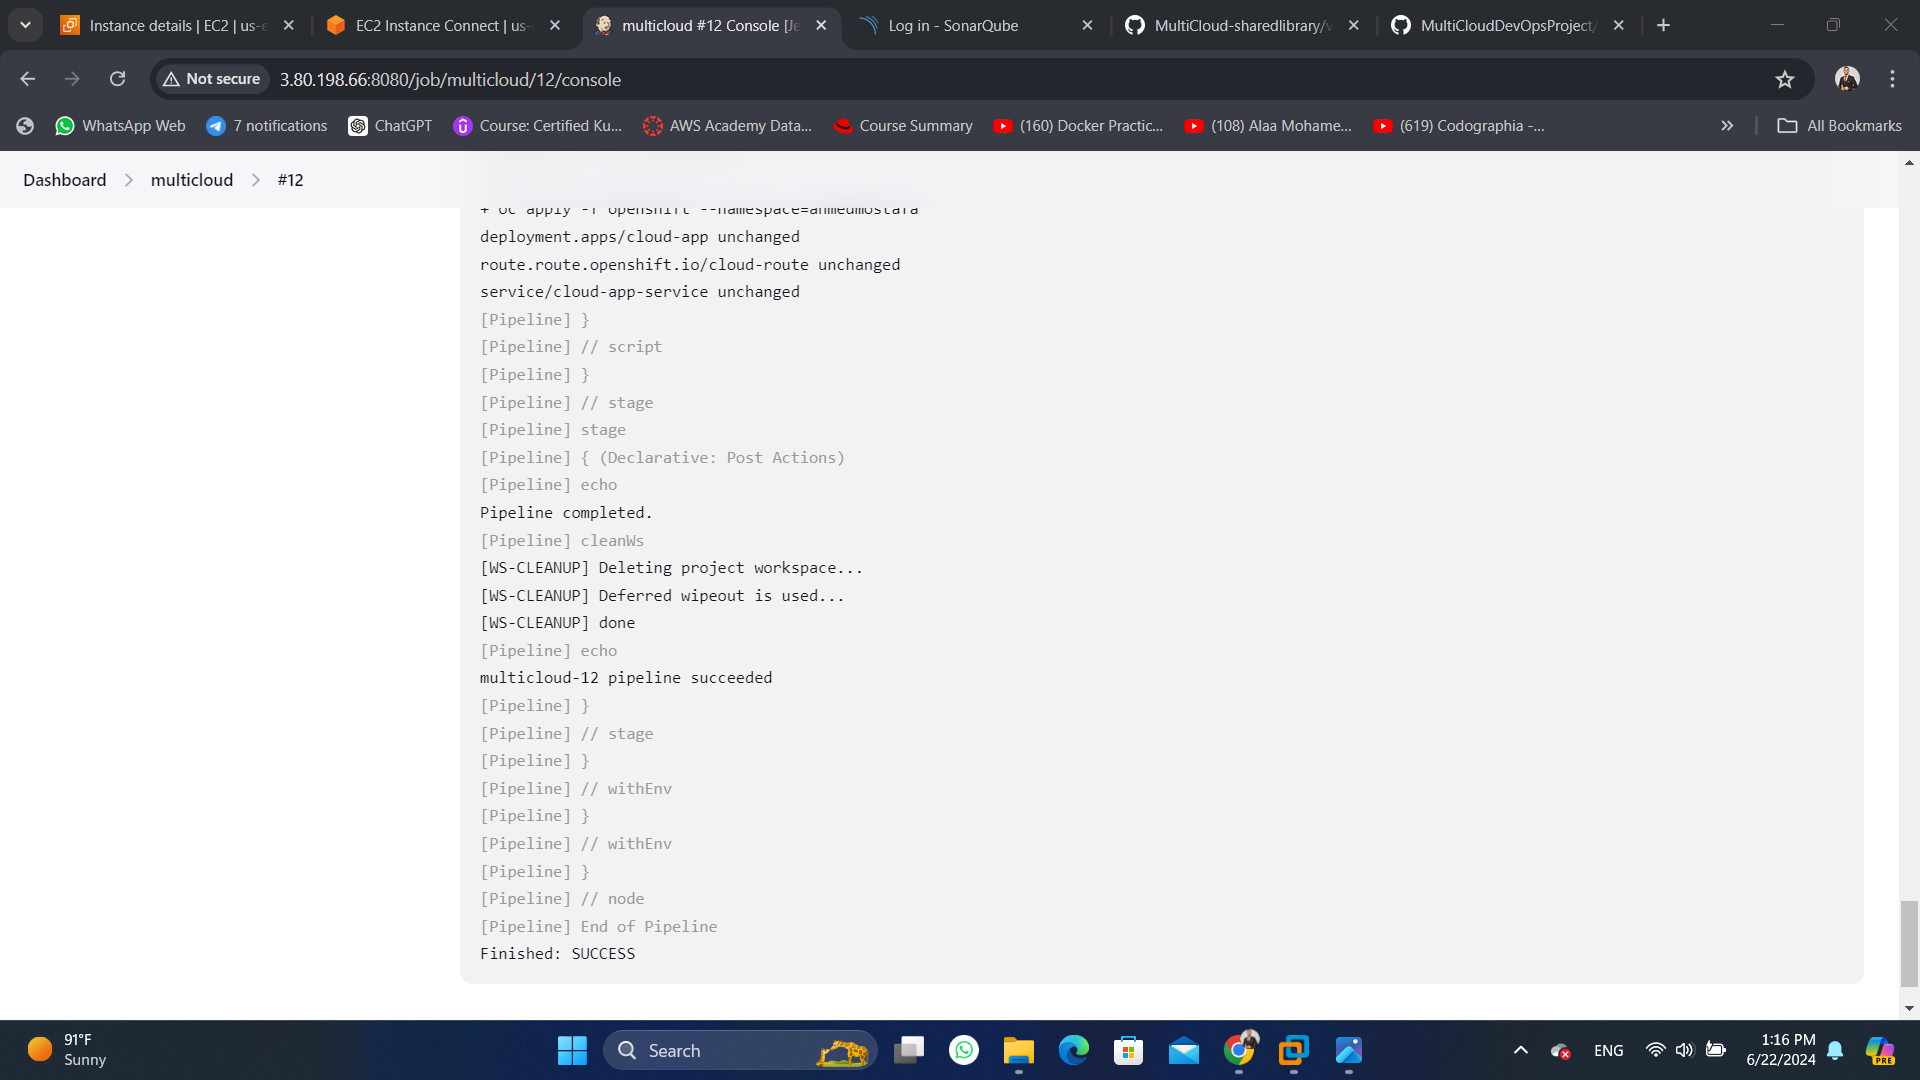 Instance details | EC2 | us-e
EC2 Instance Connect | us-e
multicloud #12 Console [Je
Log in - SonarQube
MultiCloud-sharedlibrary/v
MultiCloudDevOpsProject/
Not secure
3.80.198.66:8080/job/multicloud/12/console
WhatsApp Web
7 notifications
ChatGPT
Course: Certified Ku...
AWS Academy Data...
Course Summary
(160) Docker Practic...
(108) Alaa Mohame...
(619) Codographia -...
All Bookmarks
Dashboard
multicloud
#12
+ oc apply -f openshift --namespace=ahmedmostafa
deployment.apps/cloud-app unchanged
route.route.openshift.io/cloud-route unchanged
service/cloud-app-service unchanged
[Pipeline] }
[Pipeline] // script
[Pipeline] }
[Pipeline] // stage
[Pipeline] stage
[Pipeline] { (Declarative: Post Actions)
[Pipeline] echo
Pipeline completed.
[Pipeline] cleanWs
[WS-CLEANUP] Deleting project workspace...
[WS-CLEANUP] Deferred wipeout is used...
[WS-CLEANUP] done
[Pipeline] echo
multicloud-12 pipeline succeeded
[Pipeline] }
[Pipeline] // stage
[Pipeline] }
[Pipeline] // withEnv
[Pipeline] }
[Pipeline] // withEnv
[Pipeline] }
[Pipeline] // node
[Pipeline] End of Pipeline
Finished: SUCCESS
91°F
Sunny
Search
ENG
1:16 PM
6/22/2024
PRE